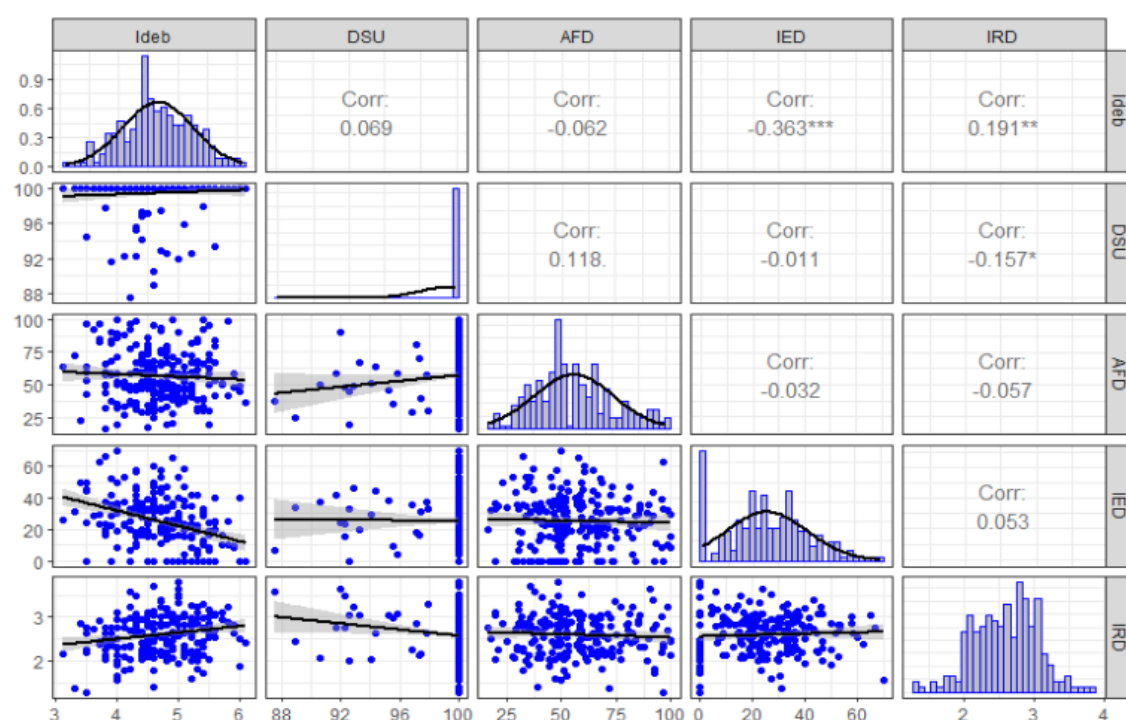 Ideb DSU AFD IED IRD
0.9
0.6
0.3
0.0
Corr:
0.069
Corr:
-0.062
Corr:
-0.363***
Corr:
0.191**
Ideb
100
96
92
88
Corr:
0.118.
Corr:
-0.011
Corr:
-0.157*
DSU
100
75
50
25
Corr:
-0.032
Corr:
-0.057
AFD
60
40
20
0
Corr:
0.053
IED
3
2
IRD
3 4 5 6 88 92 96 100 25 50 75 100 0 20 40 60 2 3 4